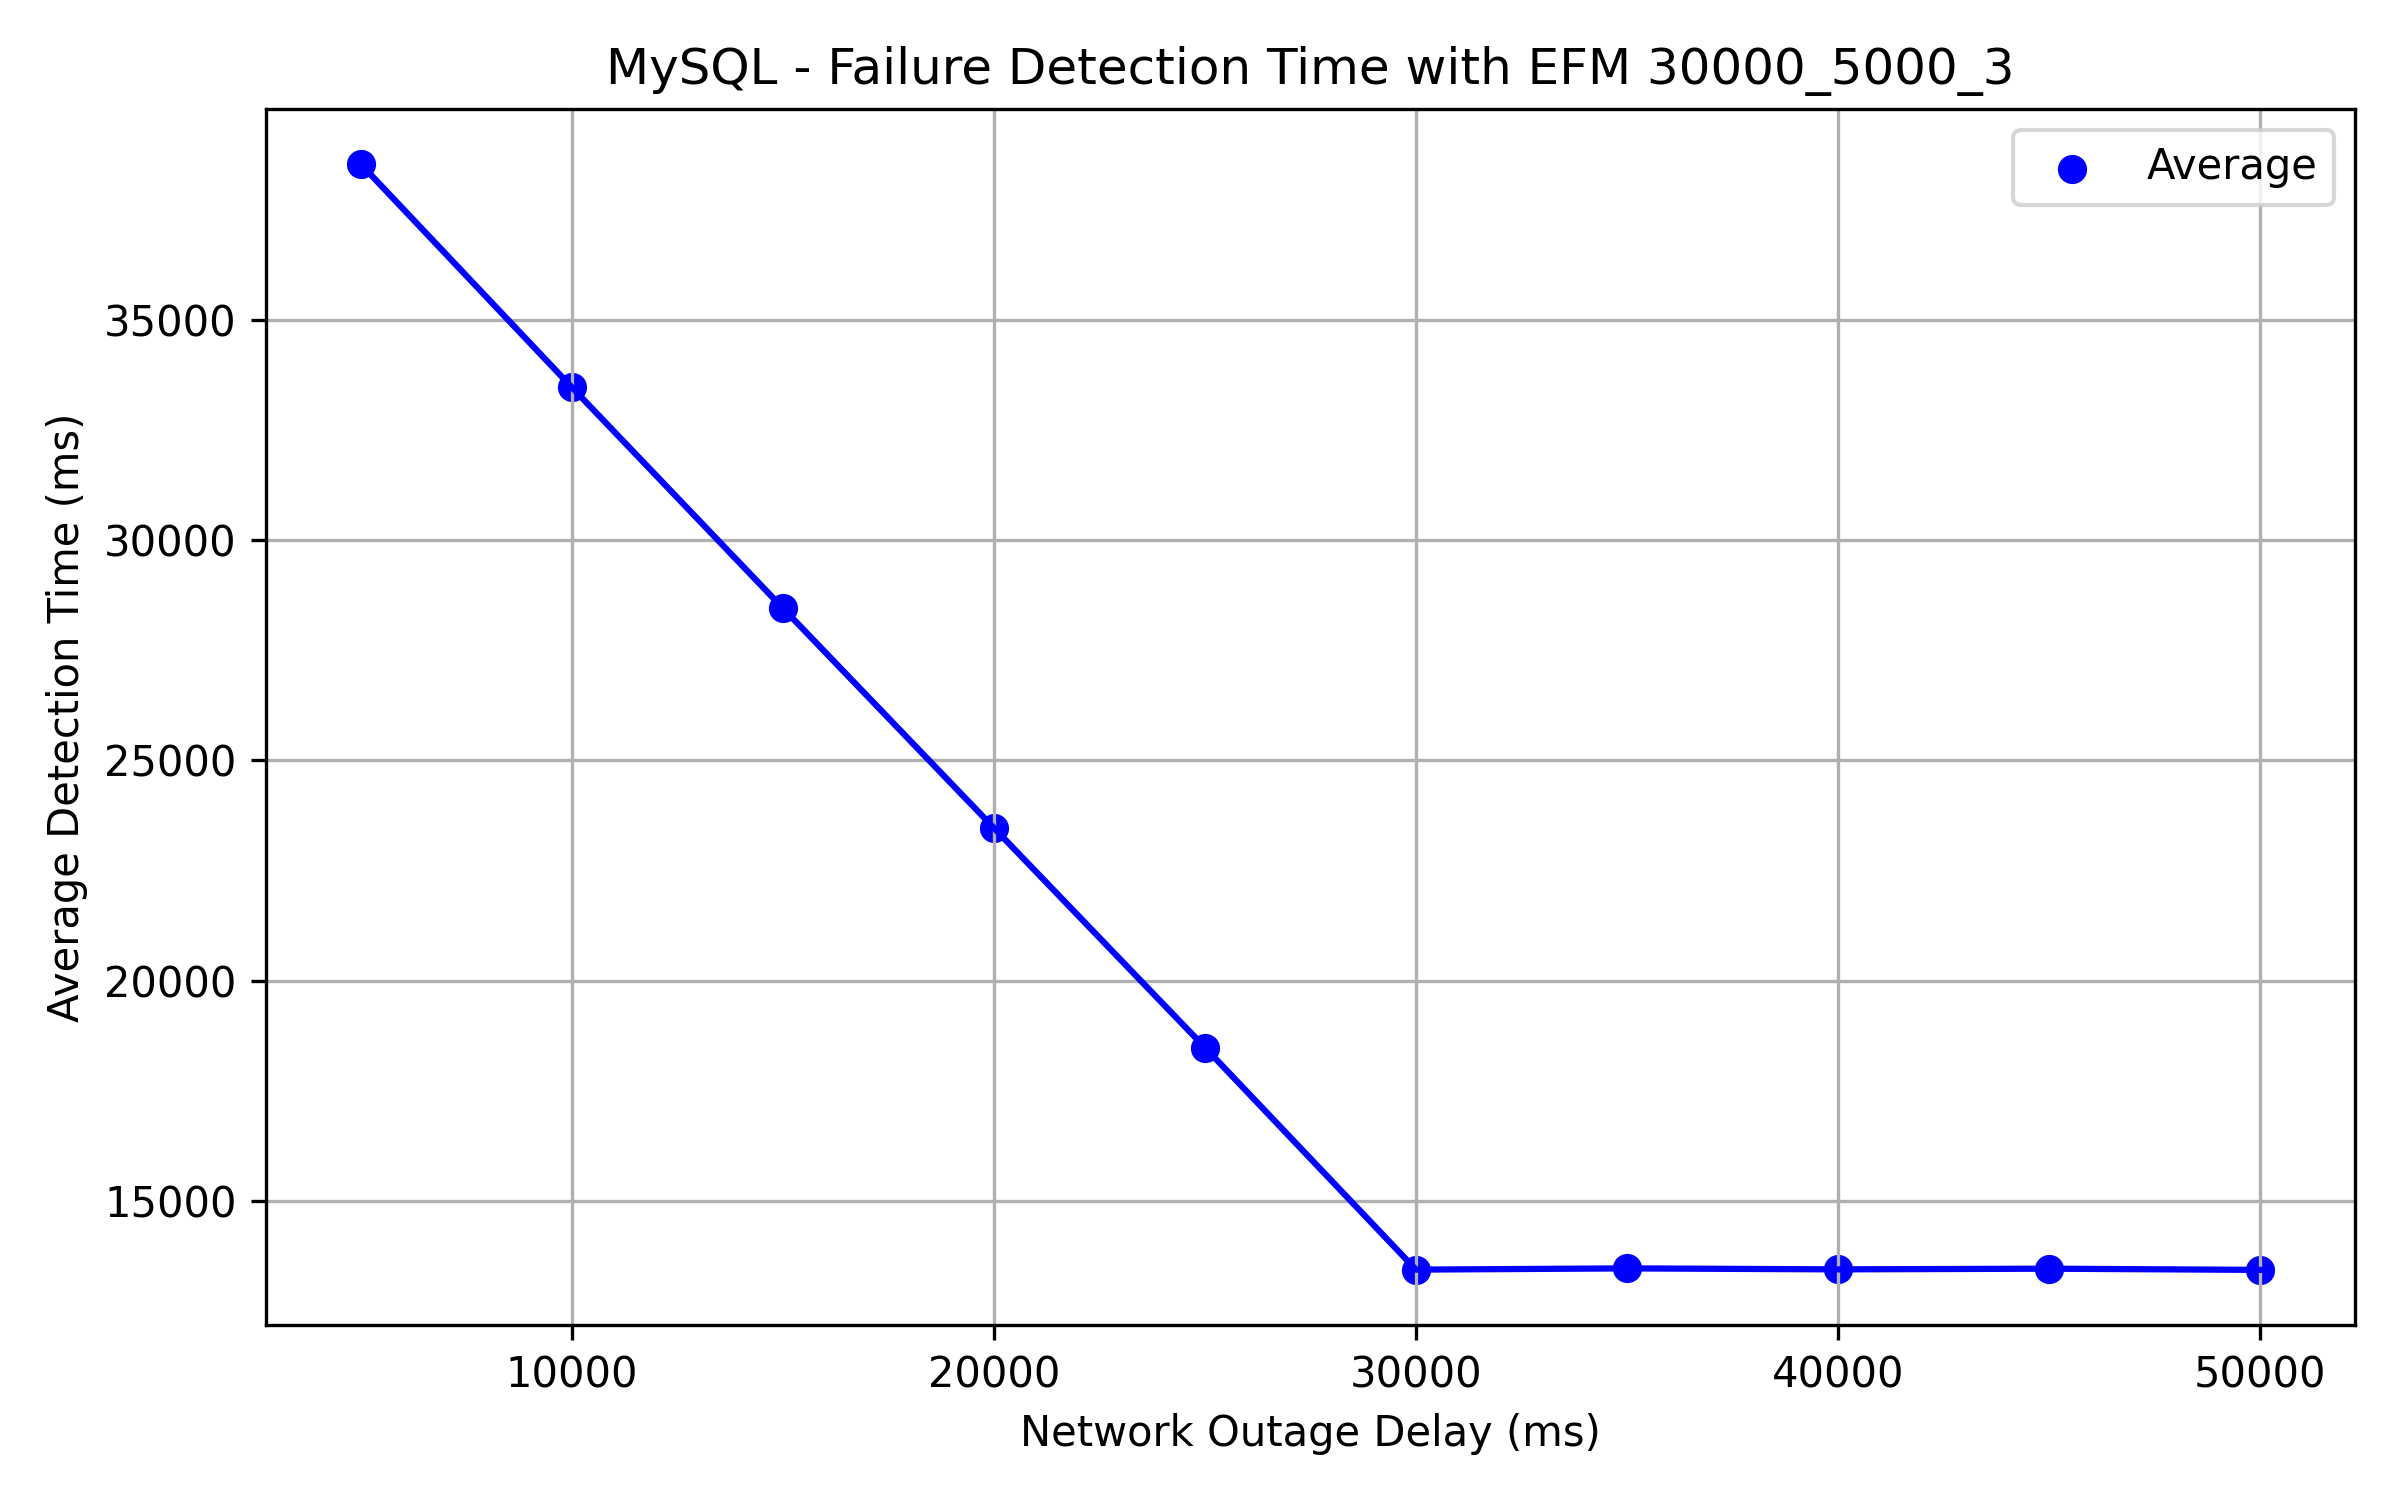 MySQL - Failure Detection Time with EFM 30000_5000_3
Average
Average Detection Time (ms)
35000
30000
25000
20000
15000
10000 20000 30000 40000 50000
Network Outage Delay (ms)